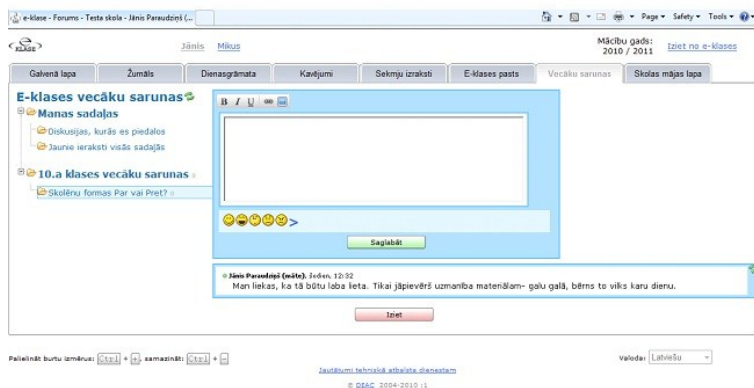 e-klase - Forums - Testa skola - Jānis Paraudziņš (...
Page Safety Tools
KLASE
Jānis Mikus
Mācību gads:
2010 / 2011
Iziet no e-klases
Galvenā lapa Žurnāls Dienasgrāmata Kavējumi Sekmju izraksti E-klases pasts Vecāku sarunas Skolas mājas lapa
E-klases vecāku sarunas
Manas sadaļas
Diskusijas, kurās es piedalos
Jaunie ieraksti visās sadaļās
10.a klases vecāku sarunas
Skolēnu formas Par vai Pret?
B I U
>
Saglabāt
Jānis Paraudziņš (māte), šodien, 12:32
Man liekas, ka tā būtu laba lieta. Tikai jāpievērš uzmanība materiālam- galu galā, bērns to vilks karu dienu.
Iziet
Palielināt burtu izmērus: Ctrl + +, samazināt: Ctrl + -
Valoda: Latviešu
Jautājumi tehniskā atbalsta dienestam
© DEAC 2004-2010 :1